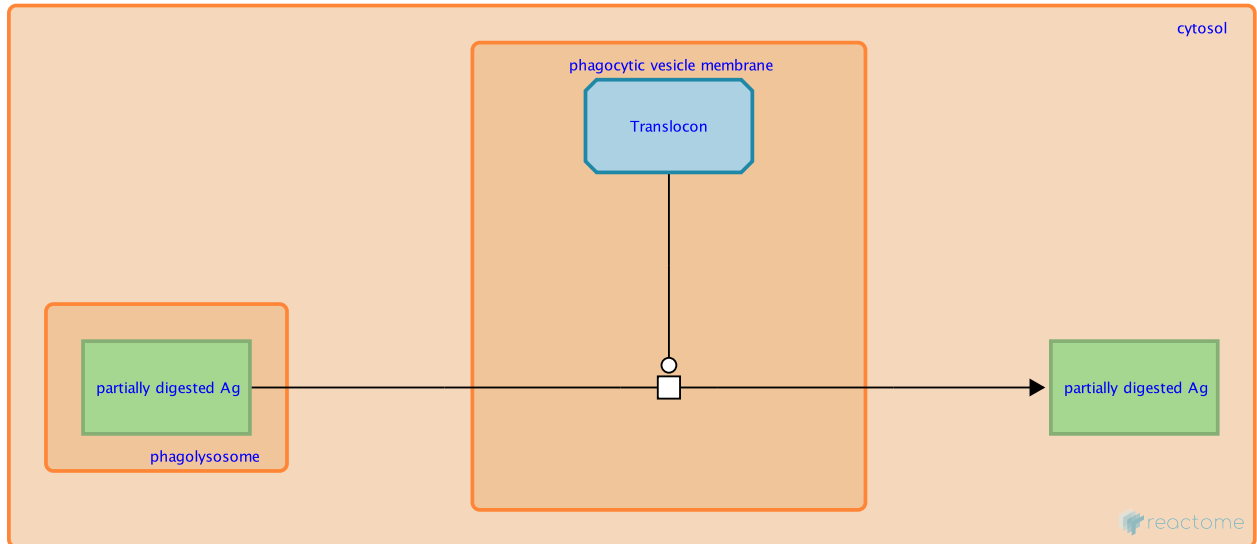 cytosol
phagocytic vesicle membrane
Translocon
partially digested Ag
partially digested Ag
phagolysosome
reactome